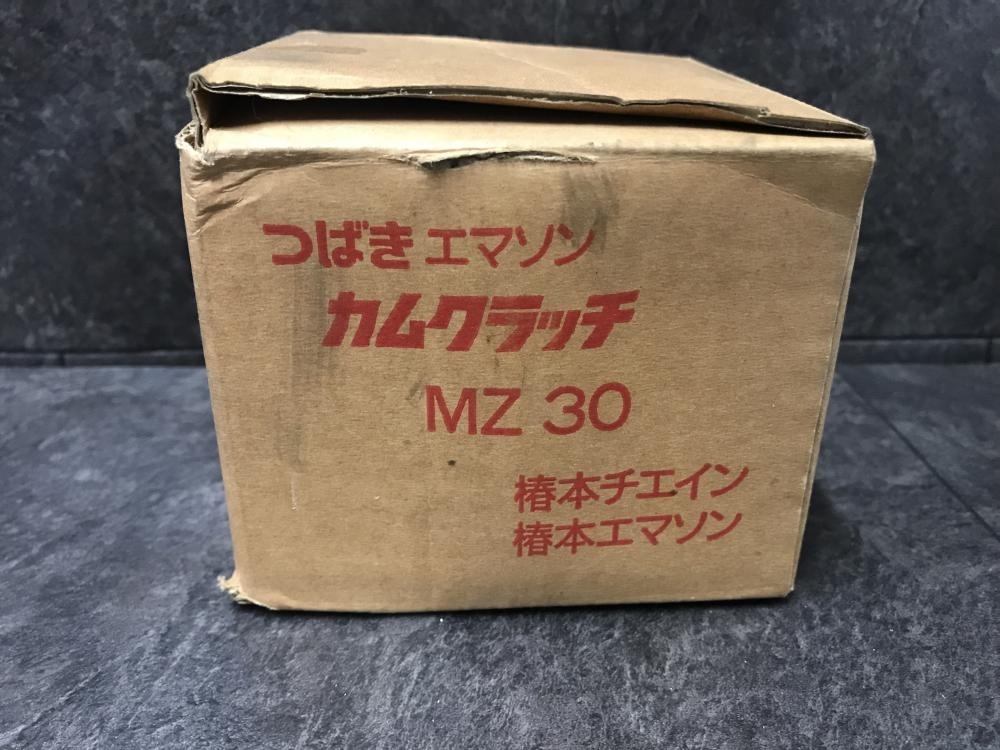 つばき エマソン
カムクラッチ
MZ 30
椿本チエイン
椿本エマソン